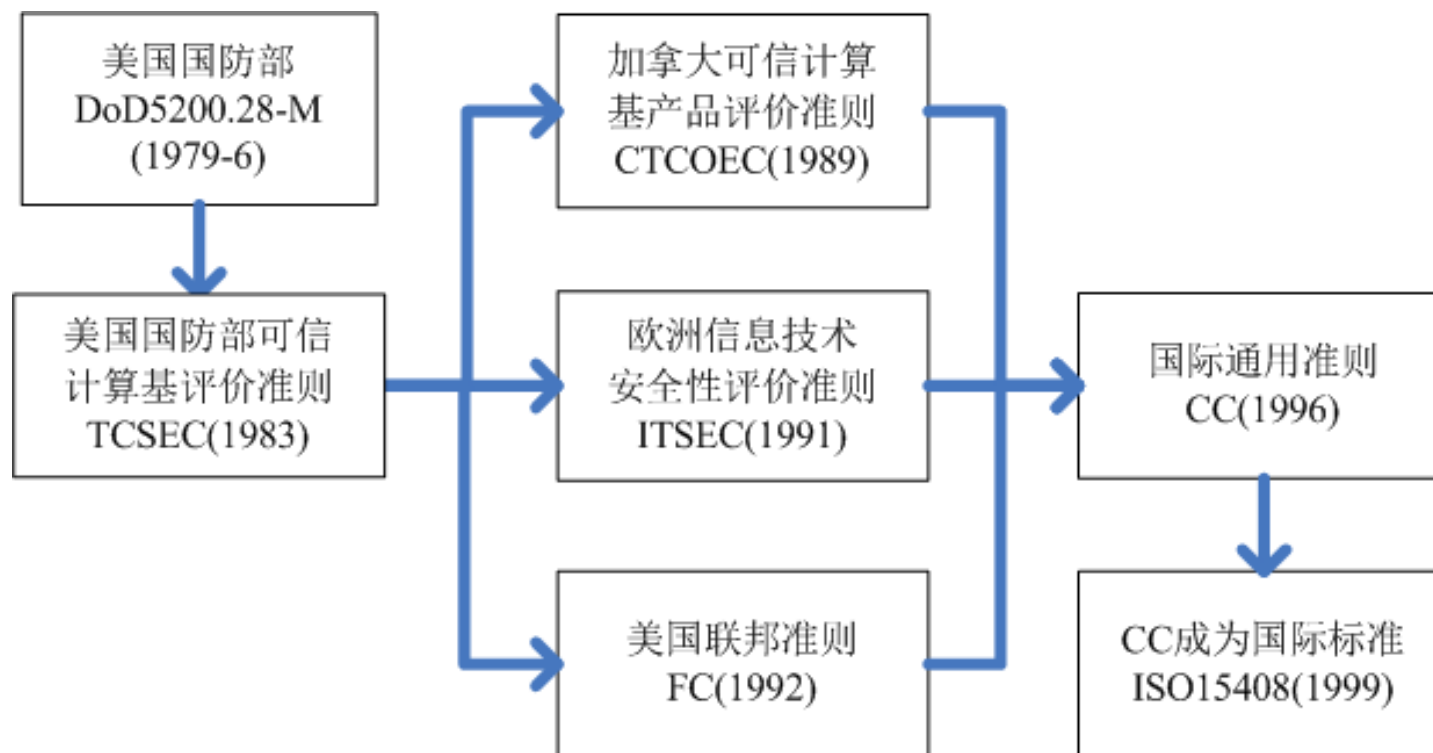 美国国防部
DoD5200.28-M
(1979-6)
美国国防部可信
计算基评价准则
TCSEC(1983)
加拿大可信计算
基产品评价准则
CTCOEC(1989)
欧洲信息技术
安全性评价准则
ITSEC(1991)
美国联邦准则
FC(1992)
国际通用准则
CC(1996)
CC成为国际标准
ISO15408(1999)